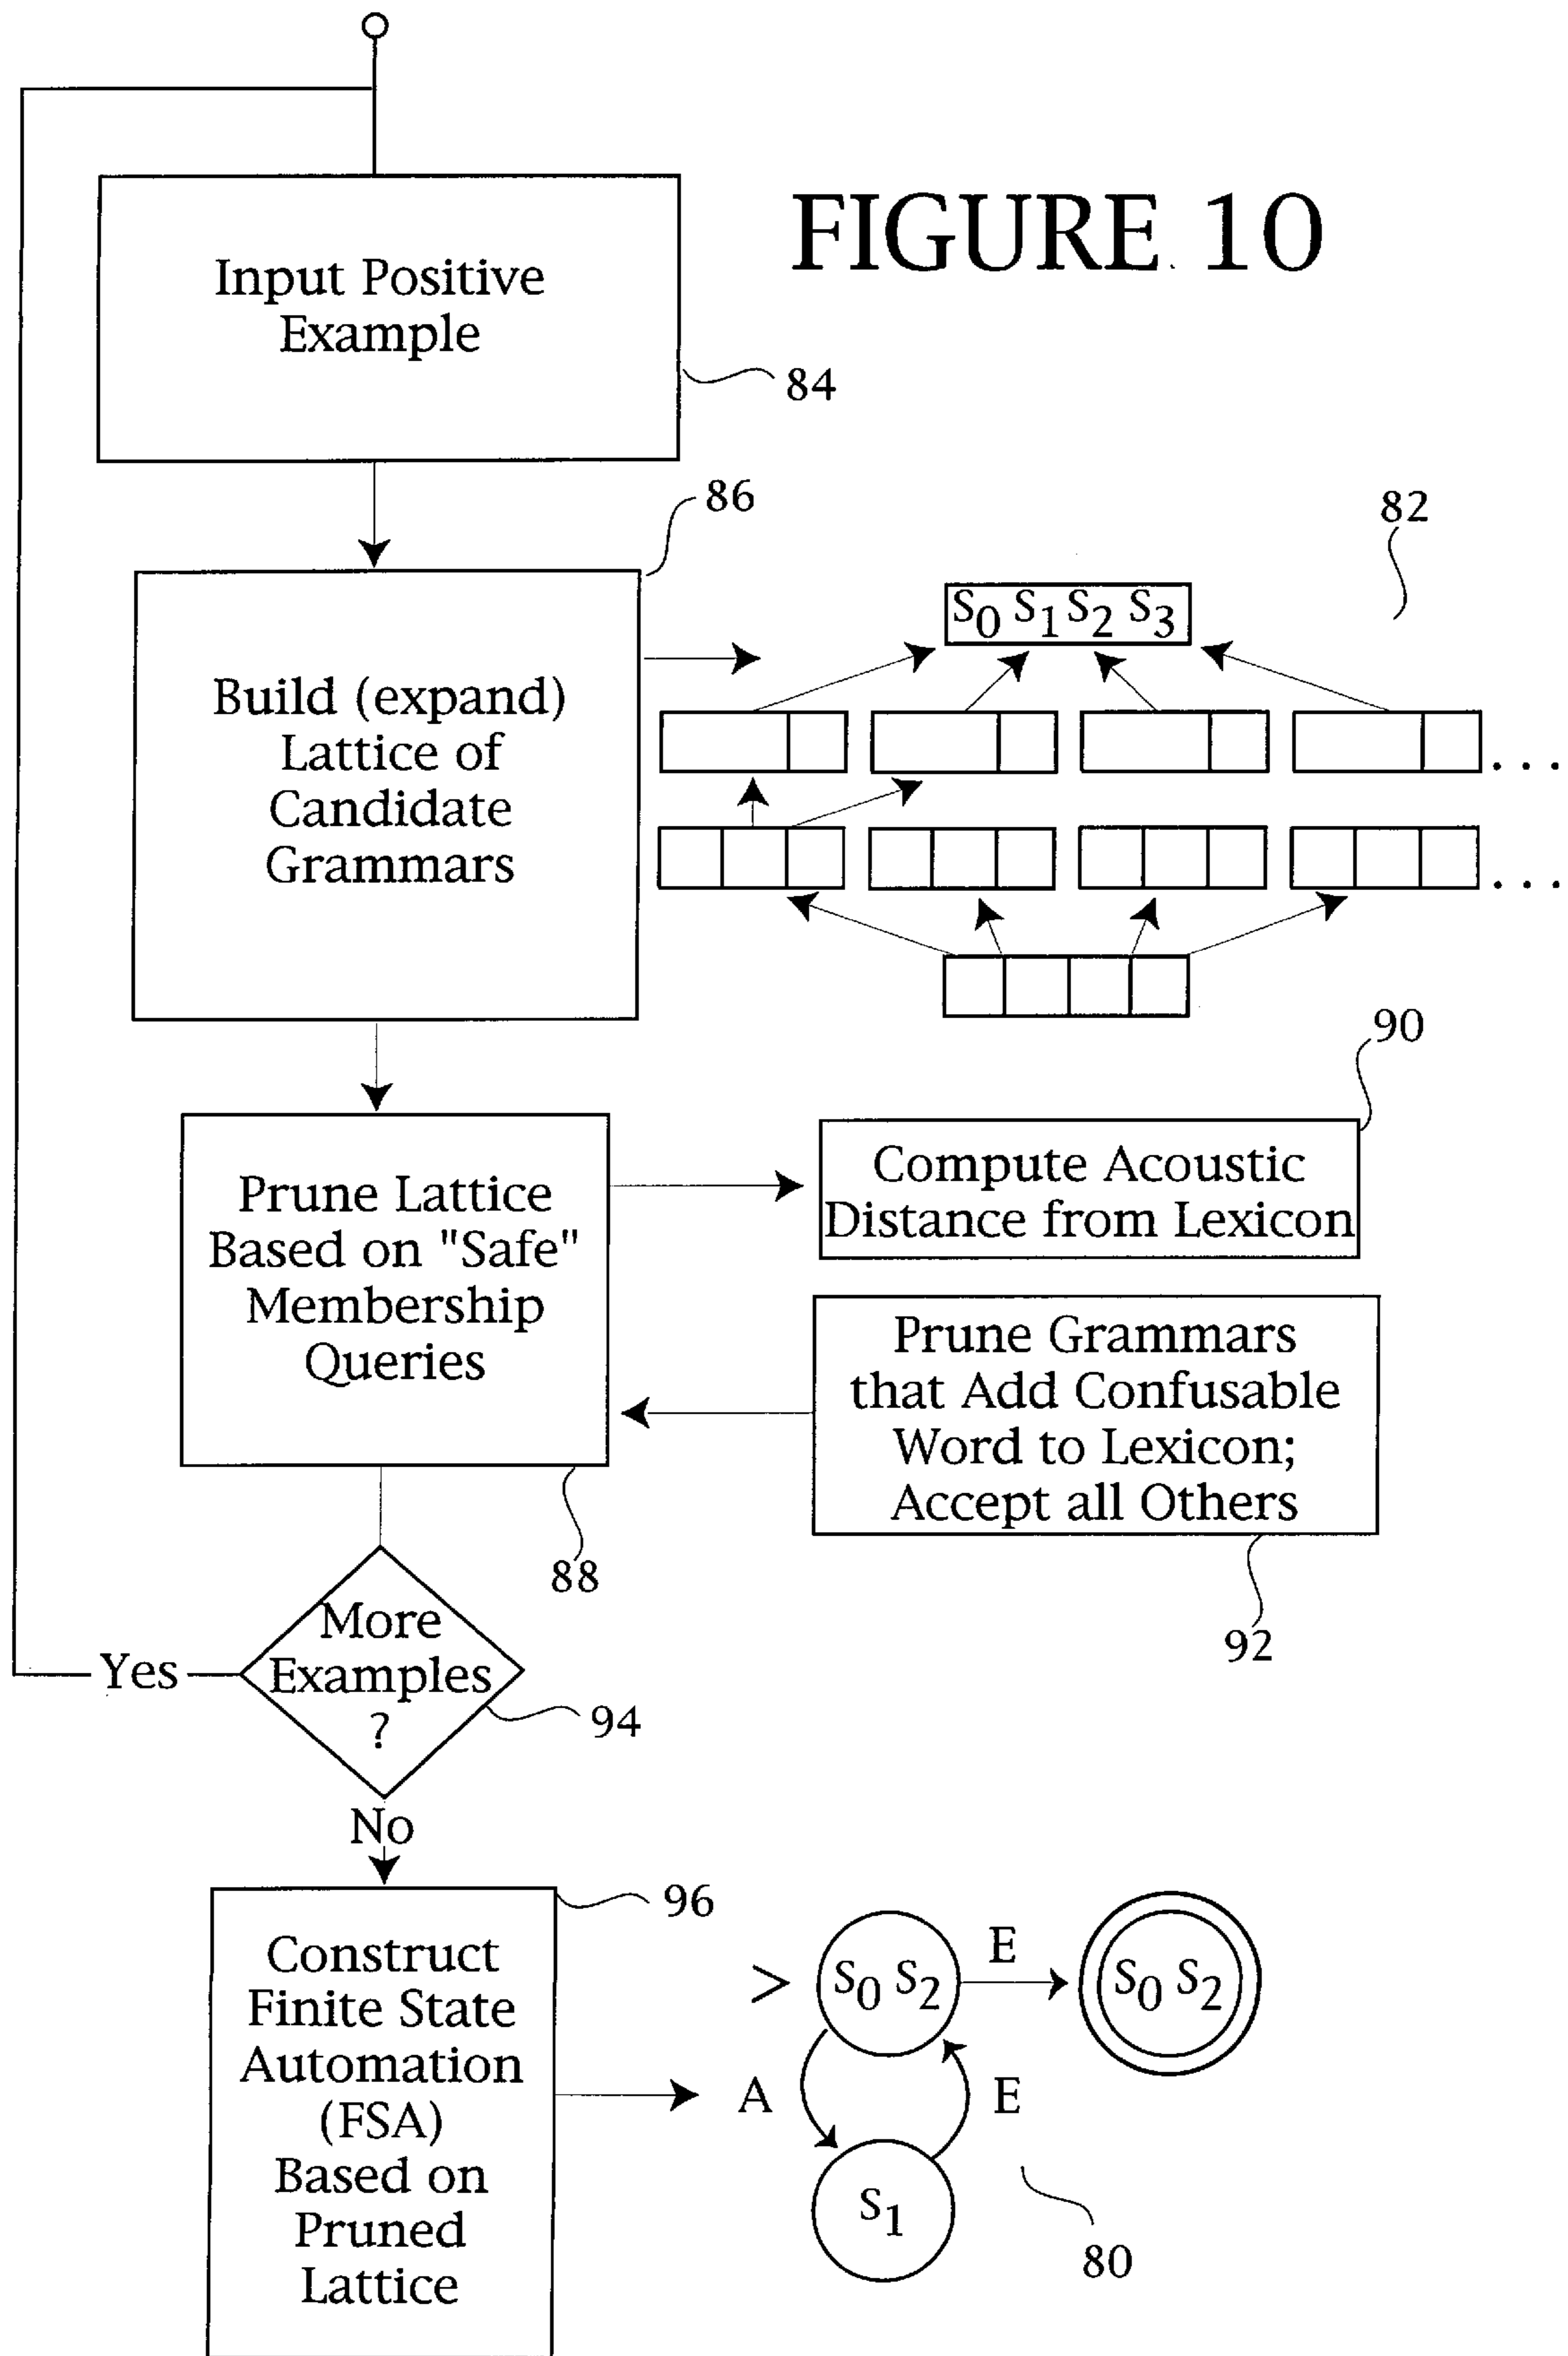 FIGURE 10
Input Positive
Example
84
86
82
S0 S1 S2 S3
Build (expand)
Lattice of
Candidate
Grammars
. . .
. . .
90
Compute Acoustic
Distance from Lexicon
Prune Lattice
Based on "Safe"
Membership
Queries
Prune Grammars
that Add Confusable
Word to Lexicon;
Accept all Others
88
92
More
Examples
?
Yes
94
No
96
Construct
Finite State
Automation
(FSA)
Based on
Pruned
Lattice
> S0 S2 E S0 S2
A E
S1
80